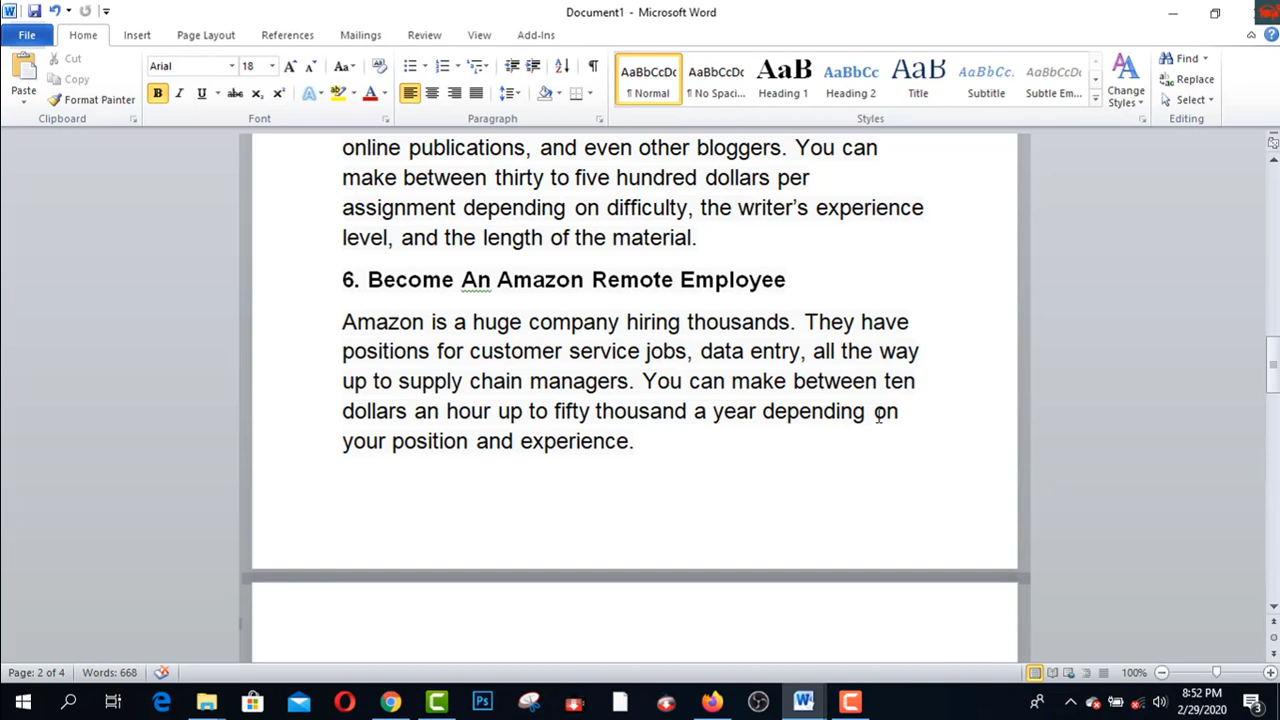 Document1 - Microsoft Word
File Home Insert Page Layout References Mailings Review View Add-Ins
Paste
Cut
Copy
Format Painter
Clipboard
Arial 18
Aa
B I U abc x₂ x²
A A
Font
Paragraph
AaBbCcDc AaBbCcDc AaB AaBbCc AaB AaBbCc AaBbCcDc
¶ Normal ¶ No Spaci... Heading 1 Heading 2 Title Subtitle Subtle Em...
Change
Styles
Styles
Find
Replace
Select
Editing
online publications, and even other bloggers. You can
make between thirty to five hundred dollars per
assignment depending on difficulty, the writer’s experience
level, and the length of the material.
6. Become An Amazon Remote Employee
Amazon is a huge company hiring thousands. They have
positions for customer service jobs, data entry, all the way
up to supply chain managers. You can make between ten
dollars an hour up to fifty thousand a year depending on
your position and experience.
Page: 2 of 4 Words: 668 100%
8:52 PM
2/29/2020
3